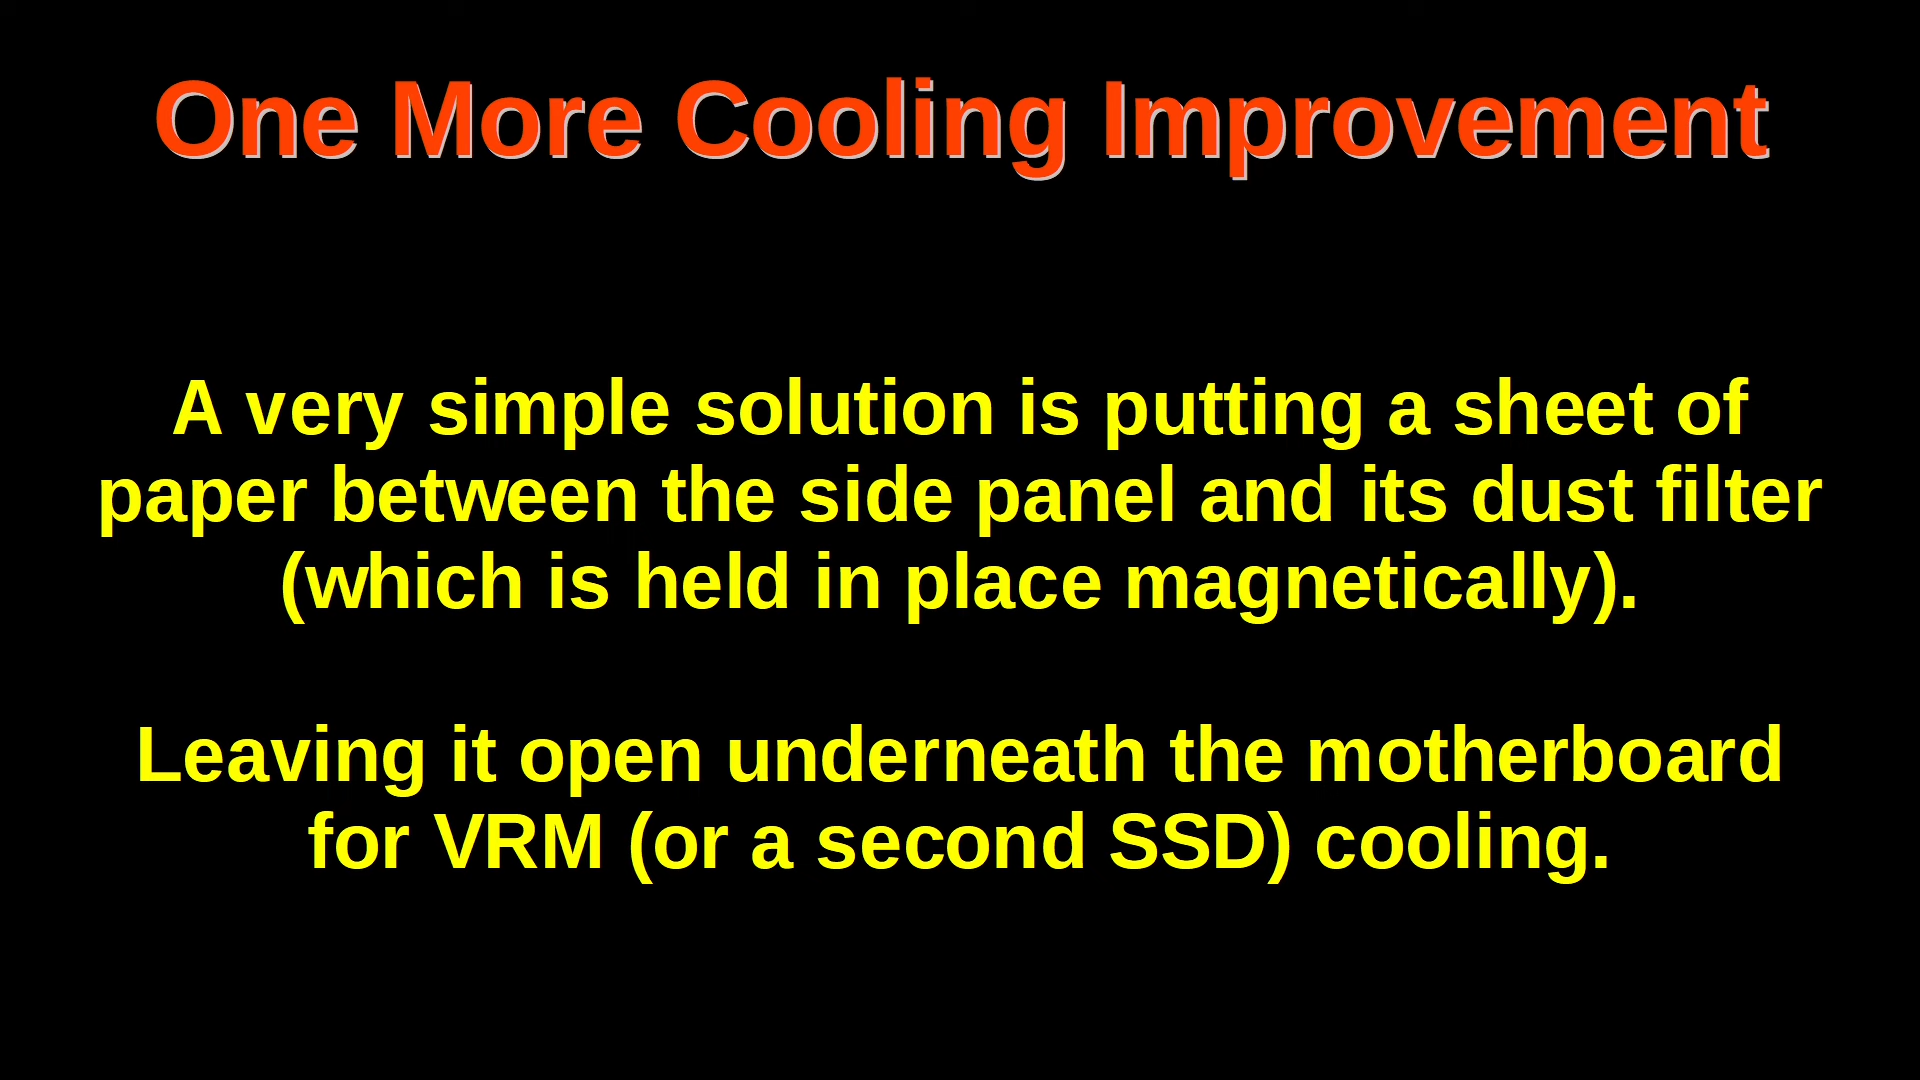 One More Cooling Improvement
A very simple solution is putting a sheet of
paper between the side panel and its dust filter
(which is held in place magnetically).
Leaving it open underneath the motherboard
for VRM (or a second SSD) cooling.